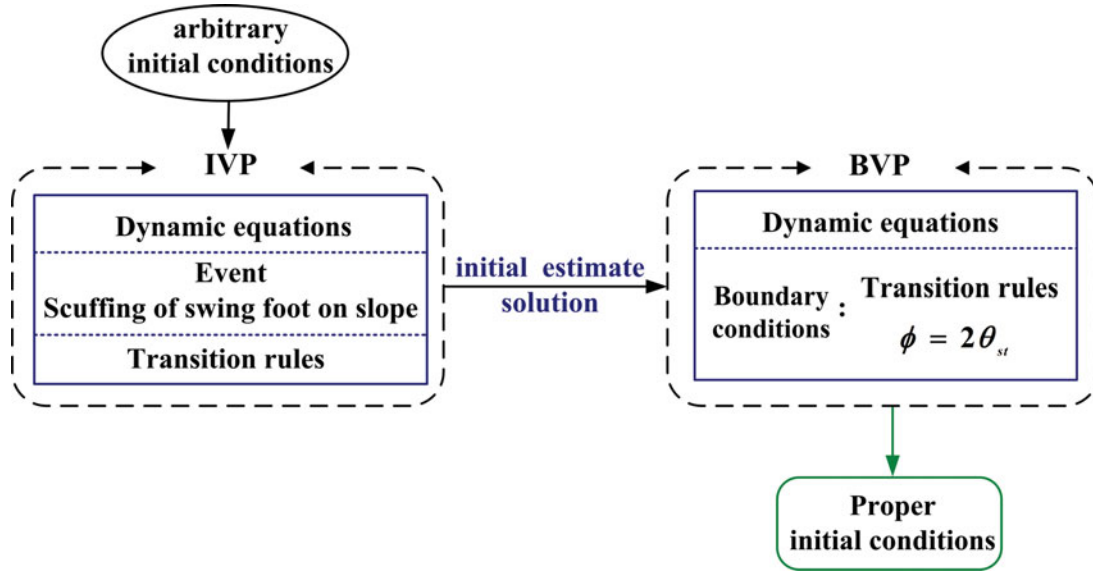 arbitrary
initial conditions
IVP
Dynamic equations
Event
Scuffing of swing foot on slope
Transition rules
initial estimate
solution
BVP
Dynamic equations
Boundary
conditions :
Transition rules
ϕ = 2θst
Proper
initial conditions